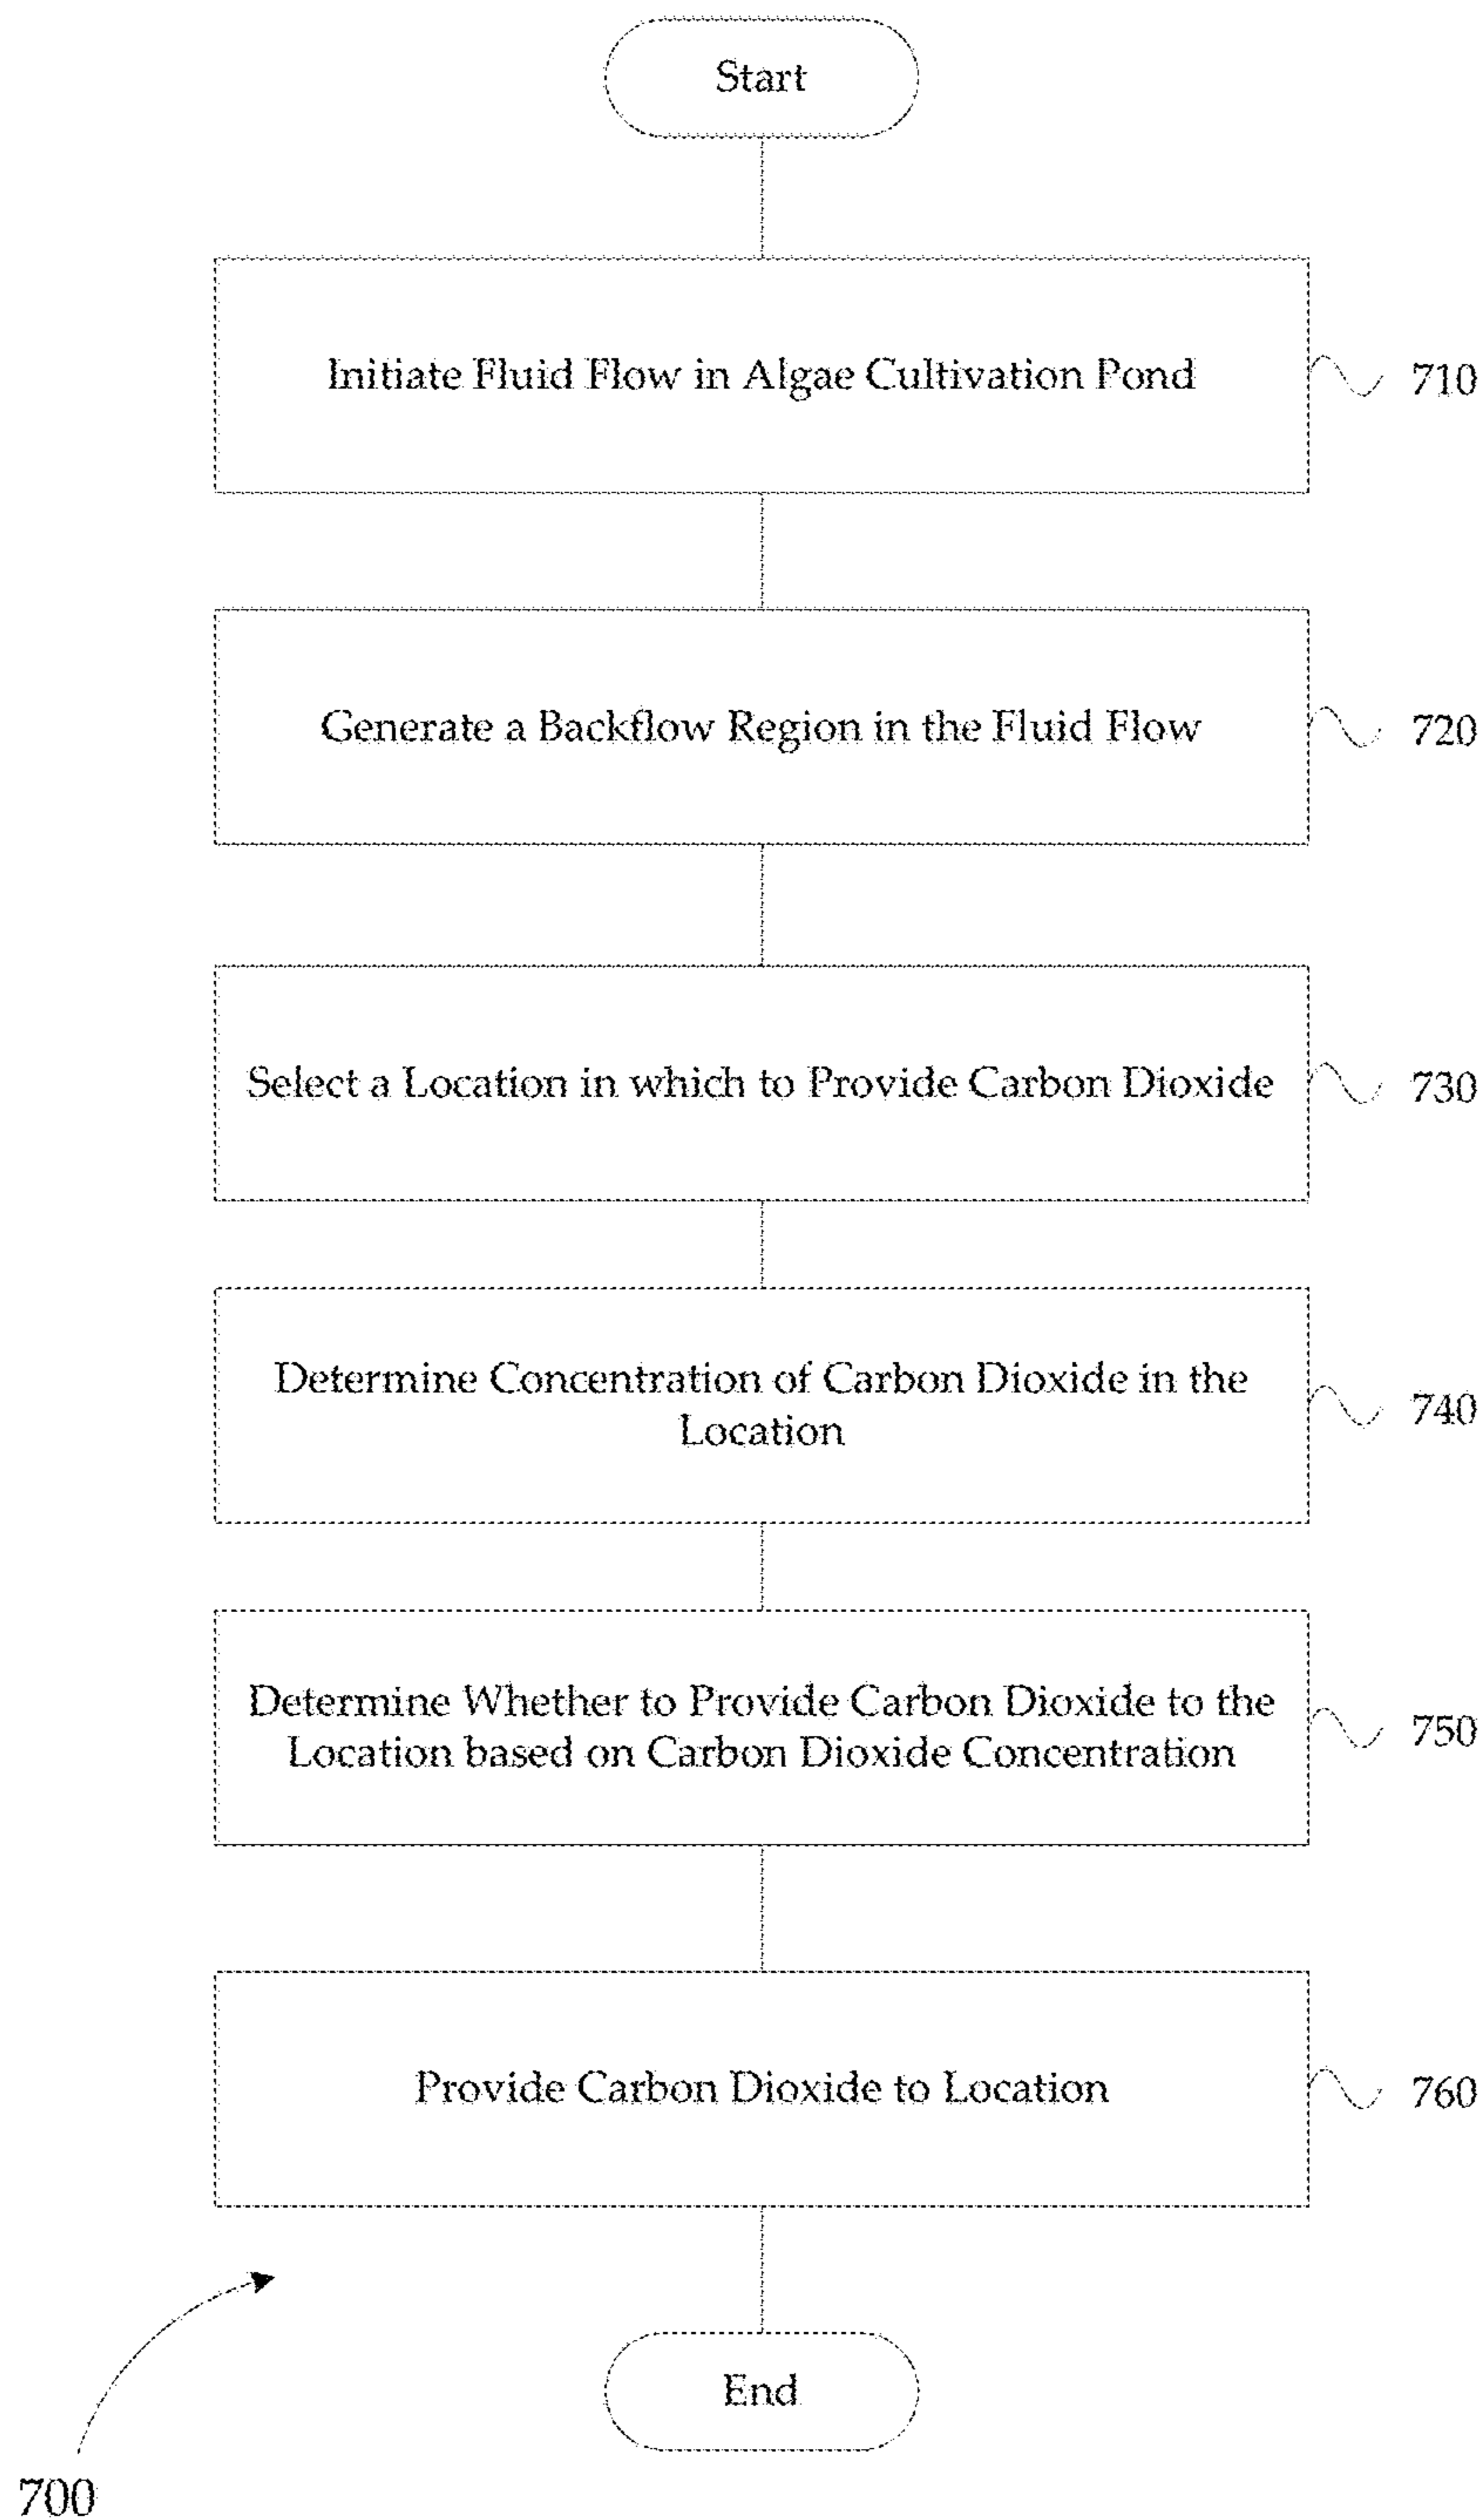 Start
Initiate Fluid Flow in Algae Cultivation Pond
710
Generate a Backflow Region in the Fluid Flow
720
Select a Location in which to Provide Carbon Dioxide
730
Determine Concentration of Carbon Dioxide in the
Location
740
Determine Whether to Provide Carbon Dioxide to the
Location based on Carbon Dioxide Concentration
750
Provide Carbon Dioxide to Location
760
End
700